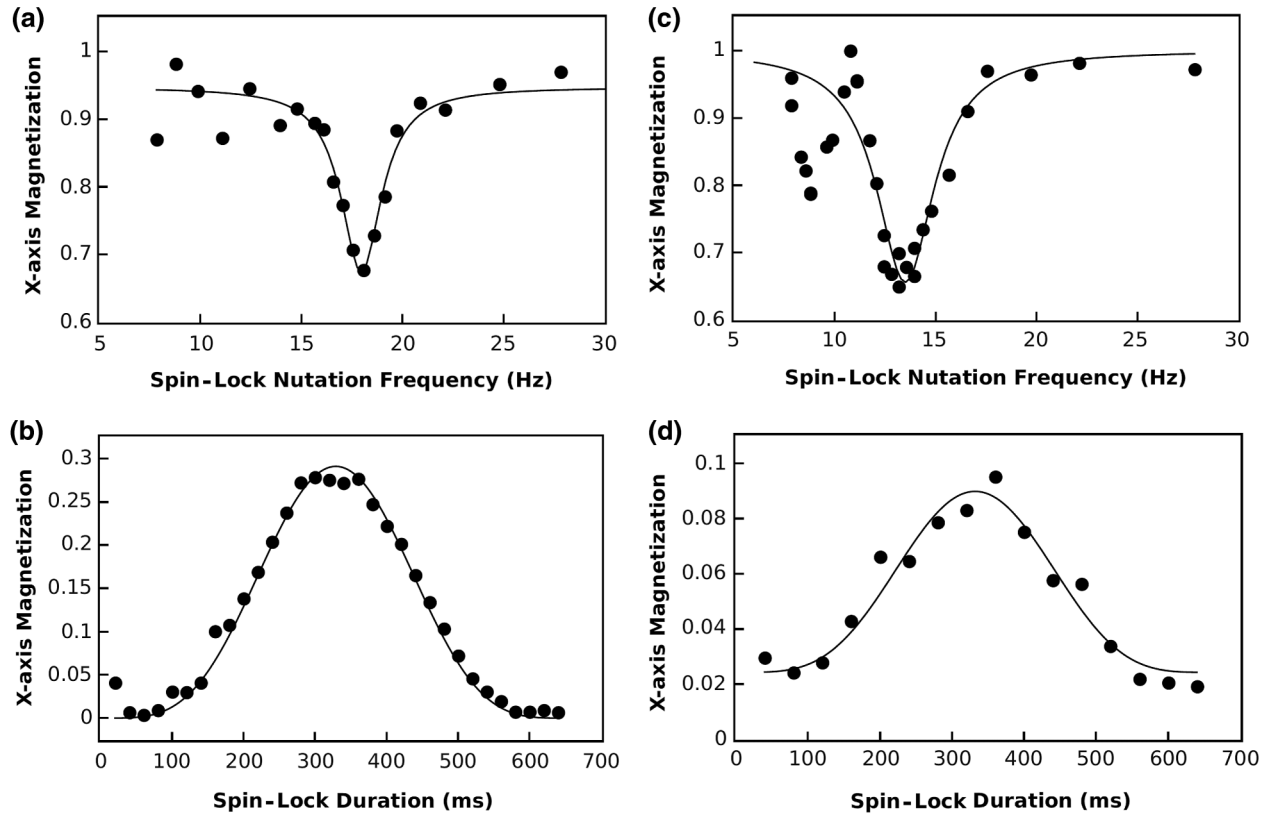 (a)
X-axis Magnetization
1
0.9
0.8
0.7
0.6
5 10 15 20 25 30
Spin-Lock Nutation Frequency (Hz)
(c)
X-axis Magnetization
1
0.9
0.8
0.7
0.6
5 10 15 20 25 30
Spin-Lock Nutation Frequency (Hz)
(b)
X-axis Magnetization
0.3
0.25
0.2
0.15
0.1
0.05
0
0 100 200 300 400 500 600 700
Spin-Lock Duration (ms)
(d)
X-axis Magnetization
0.1
0.08
0.06
0.04
0.02
0
0 100 200 300 400 500 600 700
Spin-Lock Duration (ms)